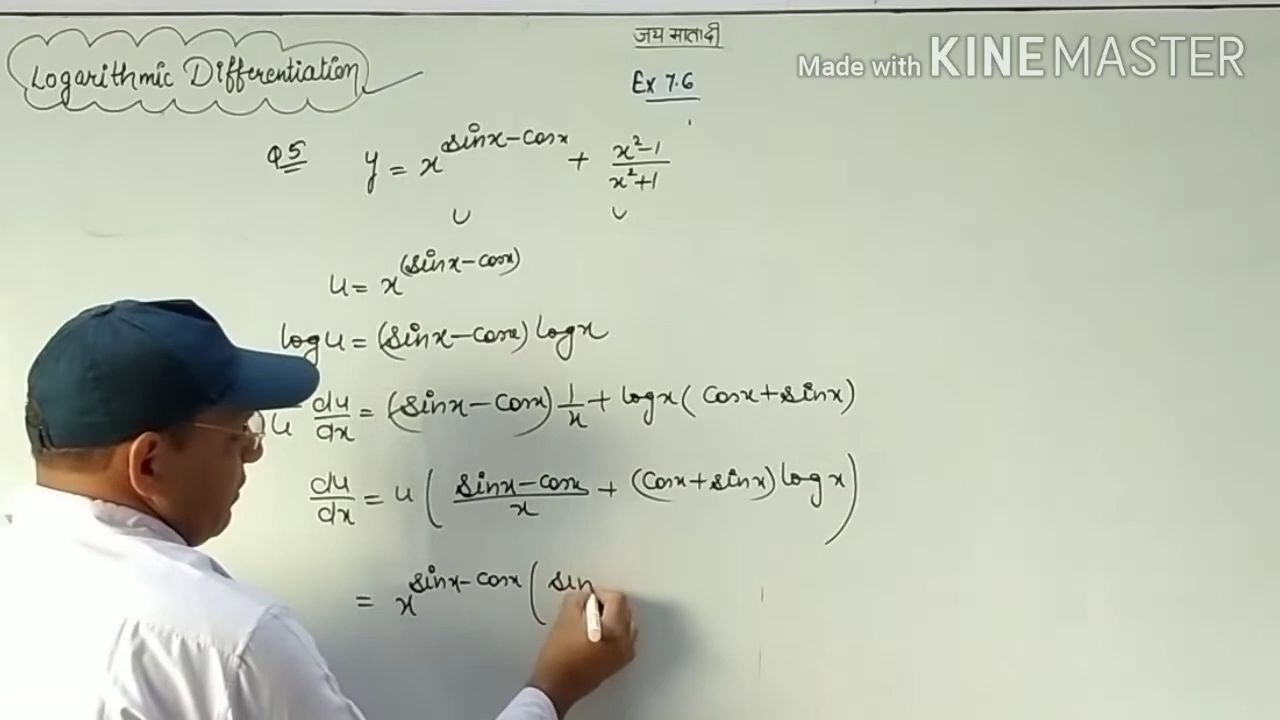 जय माता दी
Made with KINEMASTER
Logarithmic Differentiation
Ex 7.6
Q5 y = x^(sinx-cosx) + (x²-1)/(x²+1)
U V
u = x^(sinx-cosx)
log u = (sinx-cosx) logx
u du/dx = (sinx-cosx) 1/x + logx (cosx+sinx)
du/dx = u ( (sinx-cosx)/x + (cosx+sinx) log x )
= x^(sinx-cosx) ( sin